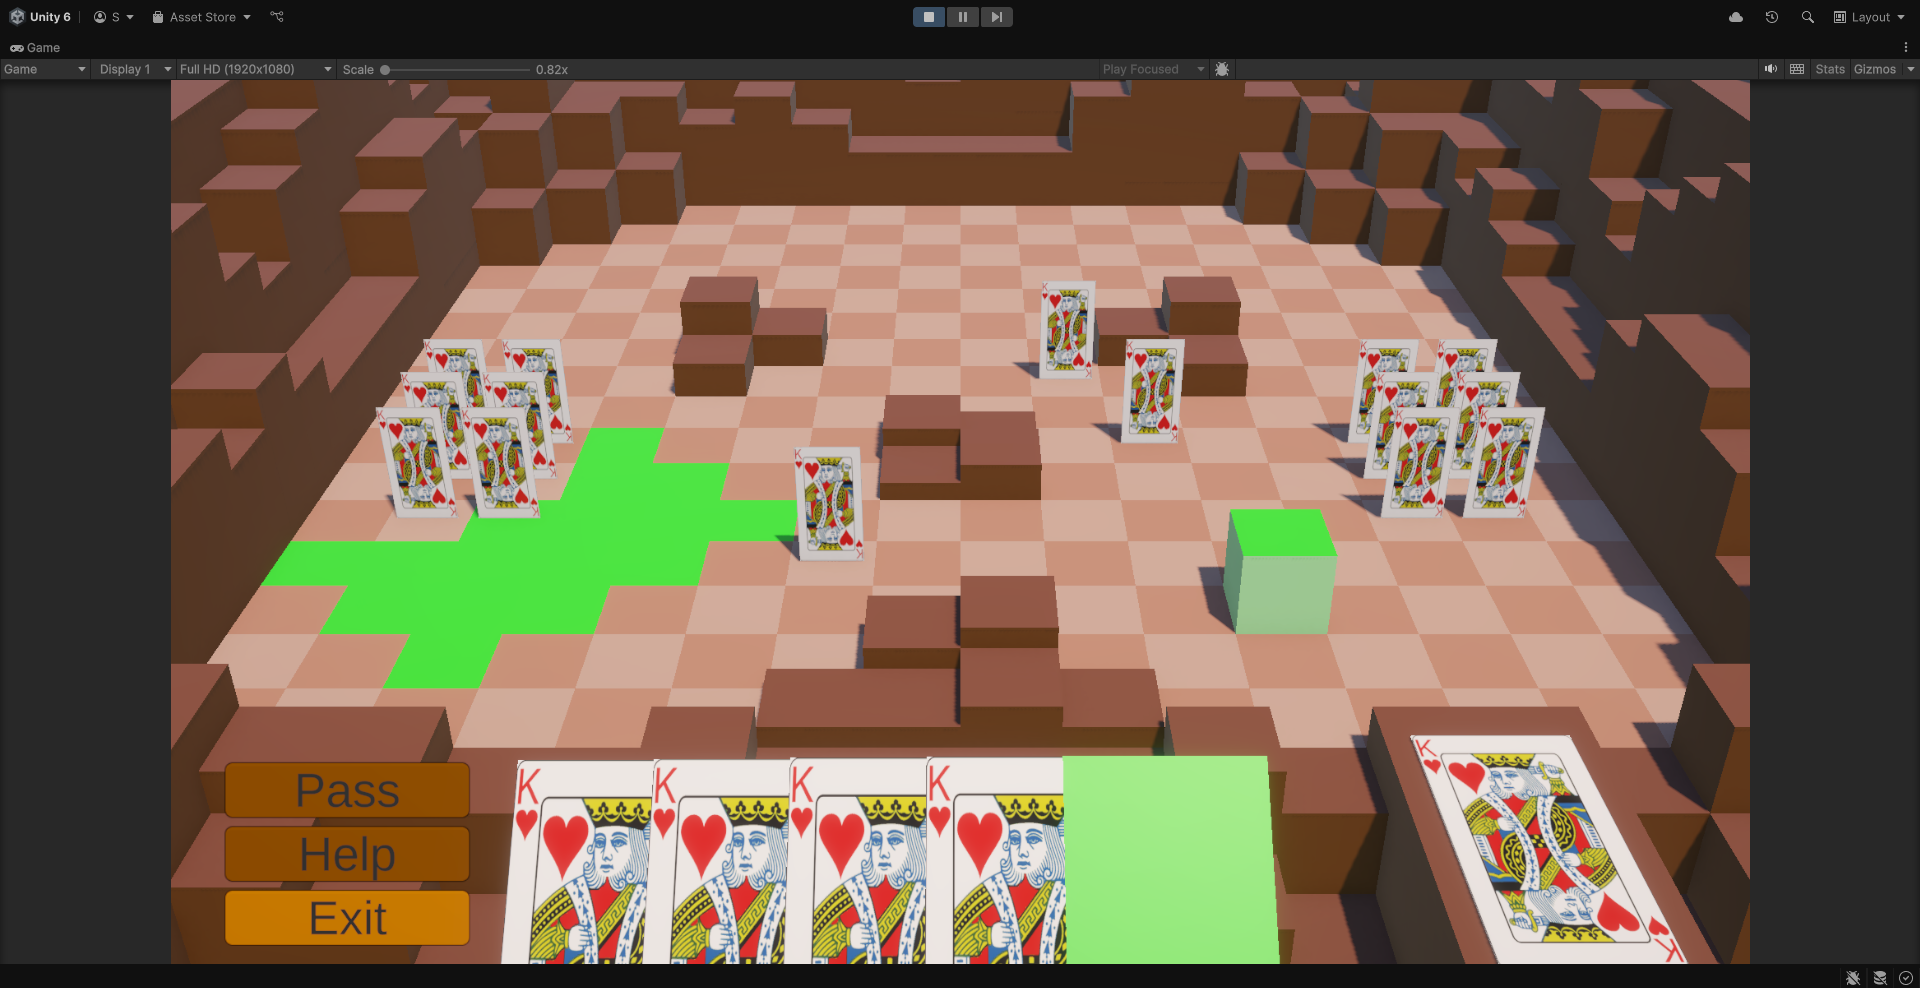 Unity 6 S Asset Store Layout
Game
Game Display 1 Full HD (1920x1080) Scale 0.82x Play Focused Stats Gizmos
K K K K K
K
Pass
Help
Exit